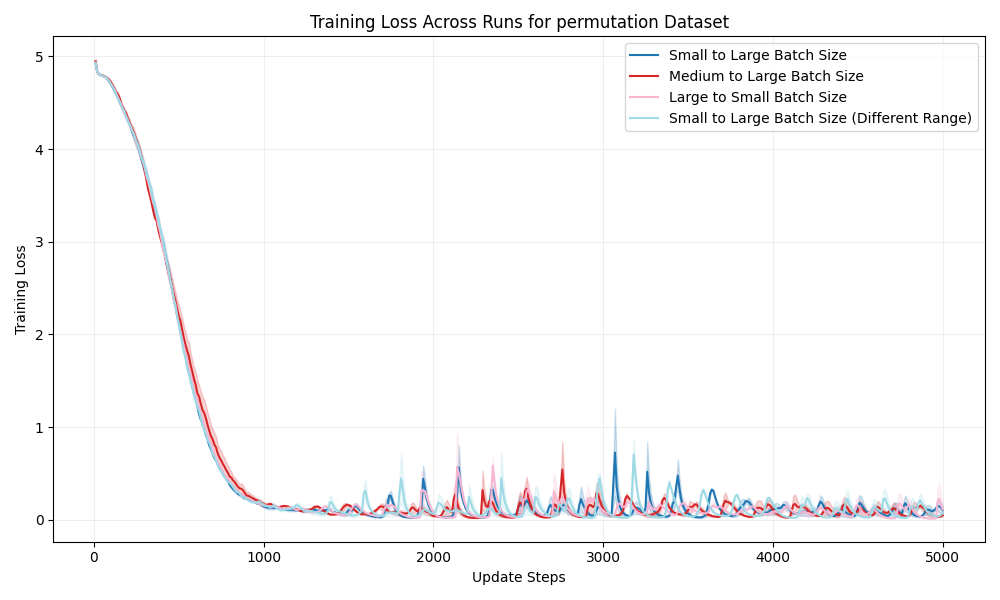 Training Loss Across Runs for permutation Dataset
Training Loss
5
4
3
2
1
0
Small to Large Batch Size
Medium to Large Batch Size
Large to Small Batch Size
Small to Large Batch Size (Different Range)
0 1000 2000 3000 4000 5000
Update Steps